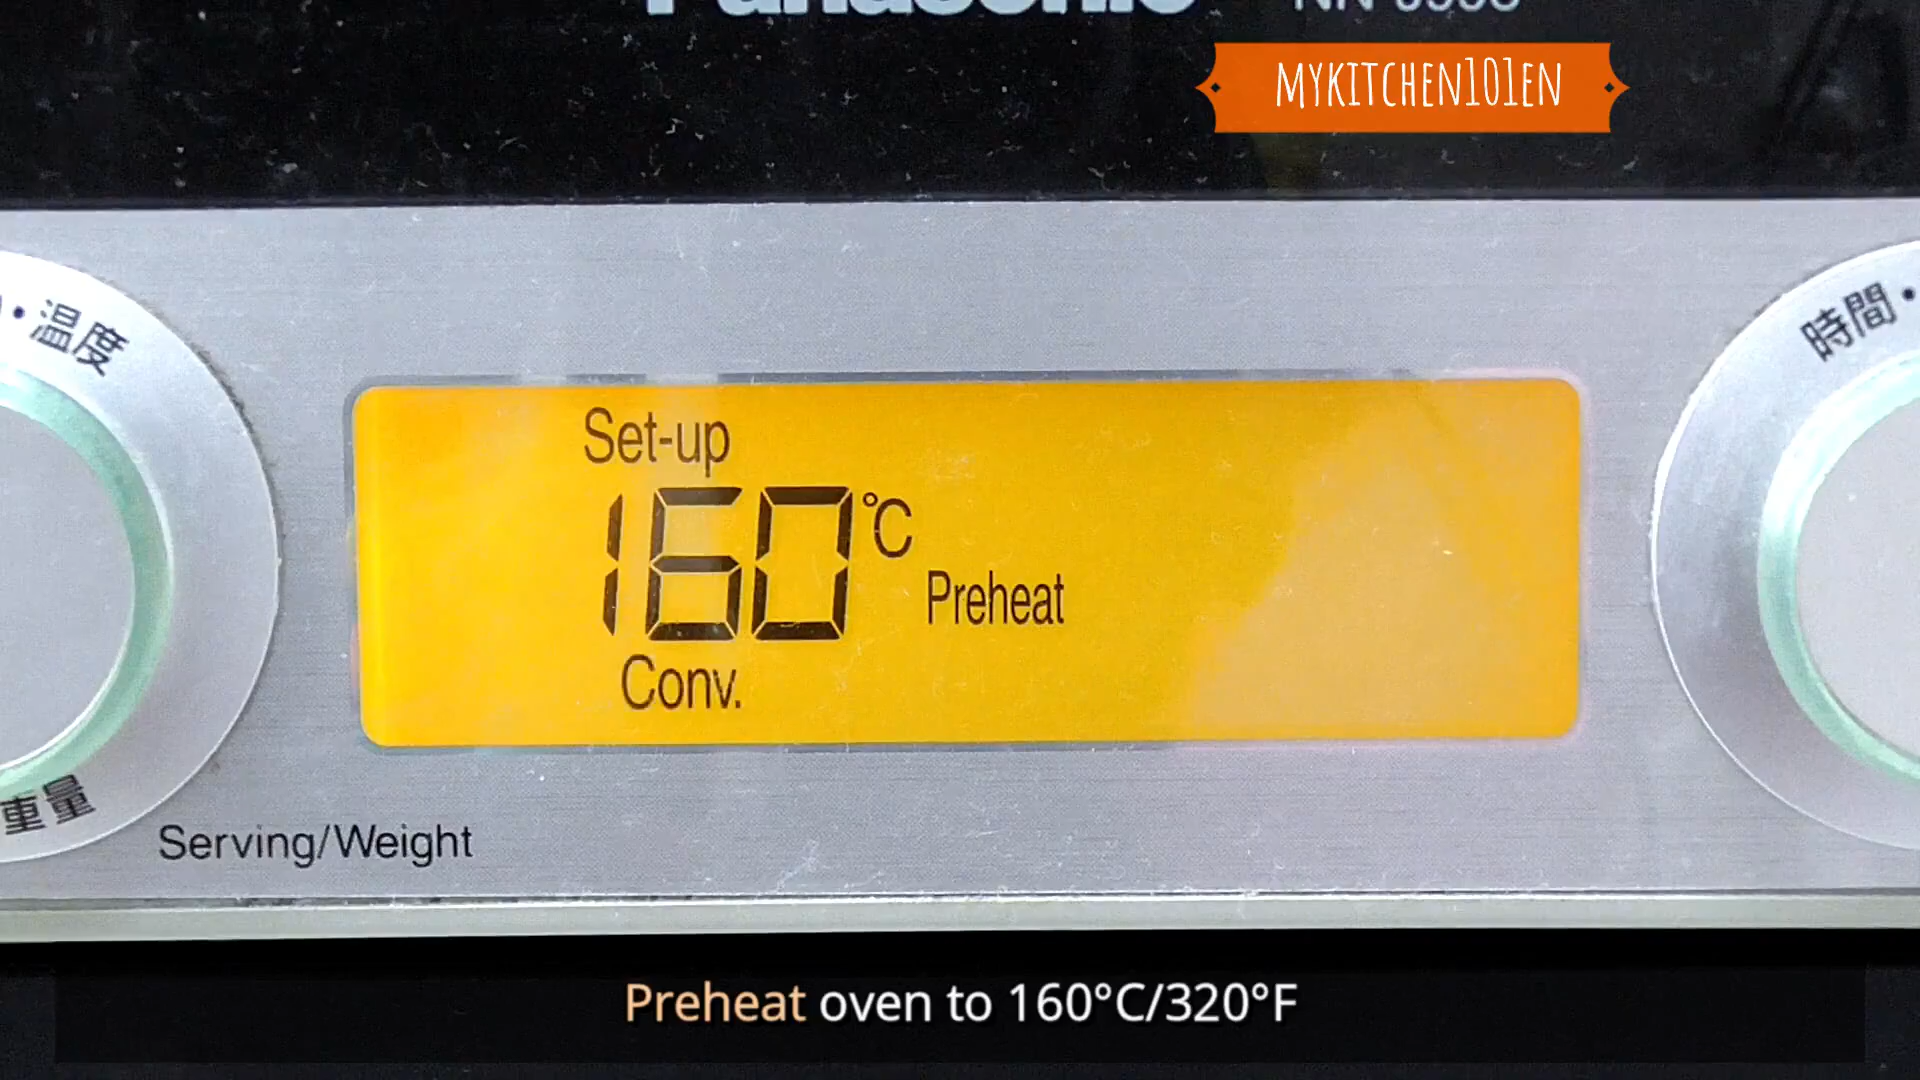 Panasonic
MYKITCHEN101EN
・温度
時間・
Set-up
160°C
Preheat
Conv.
重量
Serving/Weight
Preheat oven to 160°C/320°F